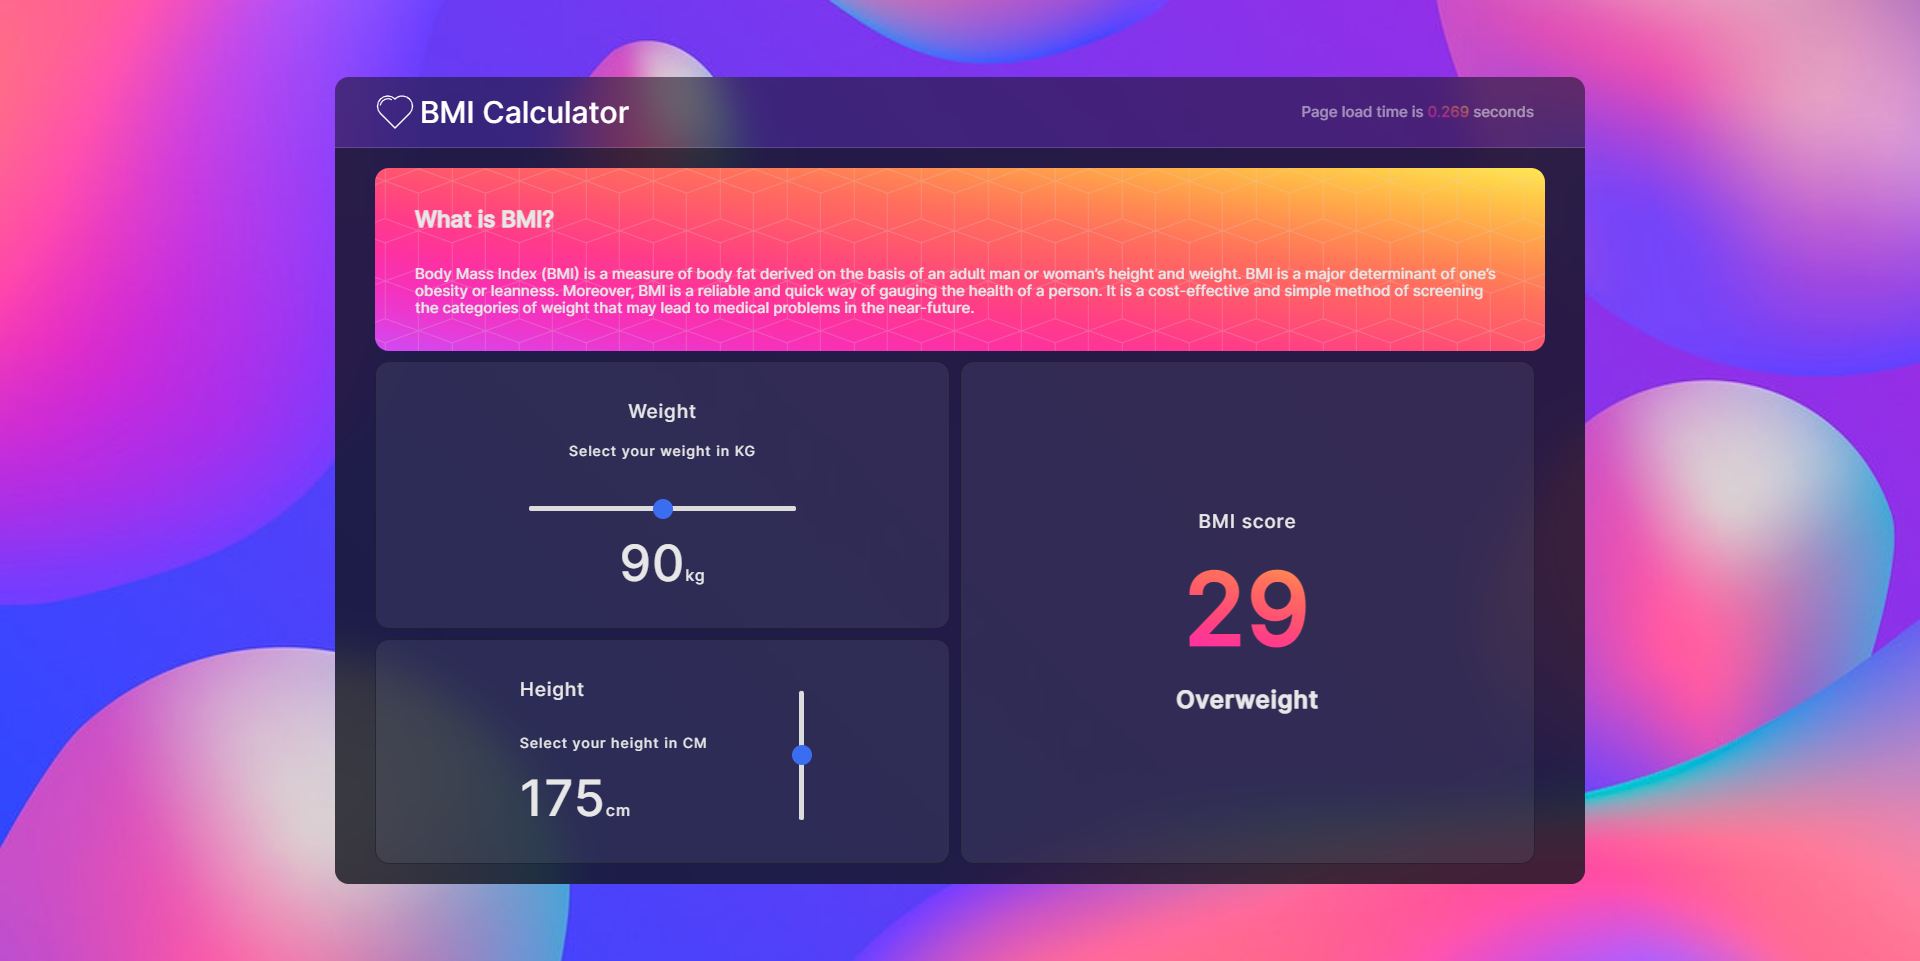 BMI Calculator
Page load time is 0.269 seconds
What is BMI?
Body Mass Index (BMI) is a measure of body fat derived on the basis of an adult man or woman’s height and weight. BMI is a major determinant of one’s
obesity or leanness. Moreover, BMI is a reliable and quick way of gauging the health of a person. It is a cost-effective and simple method of screening
the categories of weight that may lead to medical problems in the near-future.
Weight
Select your weight in KG
90kg
Height
Select your height in CM
175cm
BMI score
29
Overweight